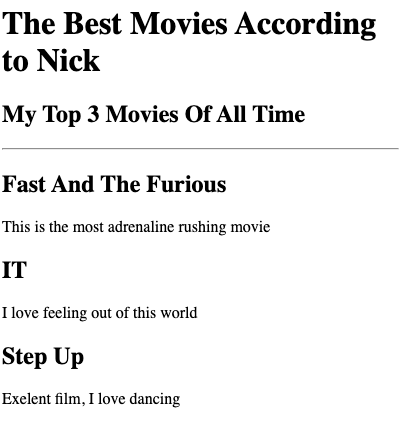 The Best Movies According
to Nick
My Top 3 Movies Of All Time
Fast And The Furious
This is the most adrenaline rushing movie
IT
I love feeling out of this world
Step Up
Exelent film, I love dancing